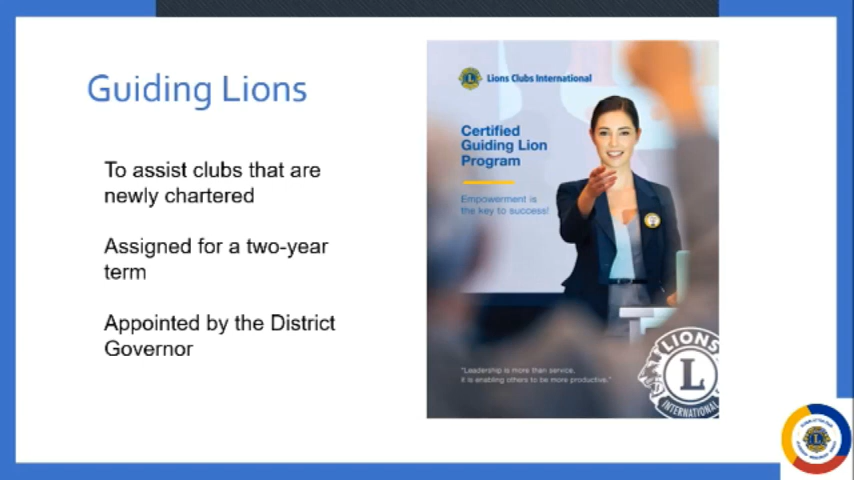 Guiding Lions
To assist clubs that are
newly chartered
Assigned for a two-year
term
Appointed by the District
Governor
Lions Clubs International
Certified
Guiding Lion
Program
Empowerment is
the key to success!
"Leadership is more than service,
it is enabling others to be more productive."
LIONS
L
INTERNATIONAL